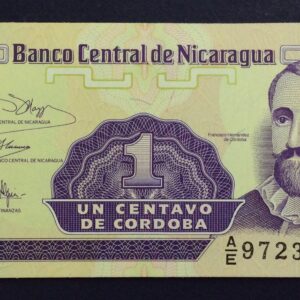 Banco Central de Nicaragua
DE NICARAGUA
Francisco Hernández
de Córdoba
BANCO CENTRAL DE NICARAGUA
1
UN CENTAVO
DE CORDOBA
FINANZAS
A/E 9723